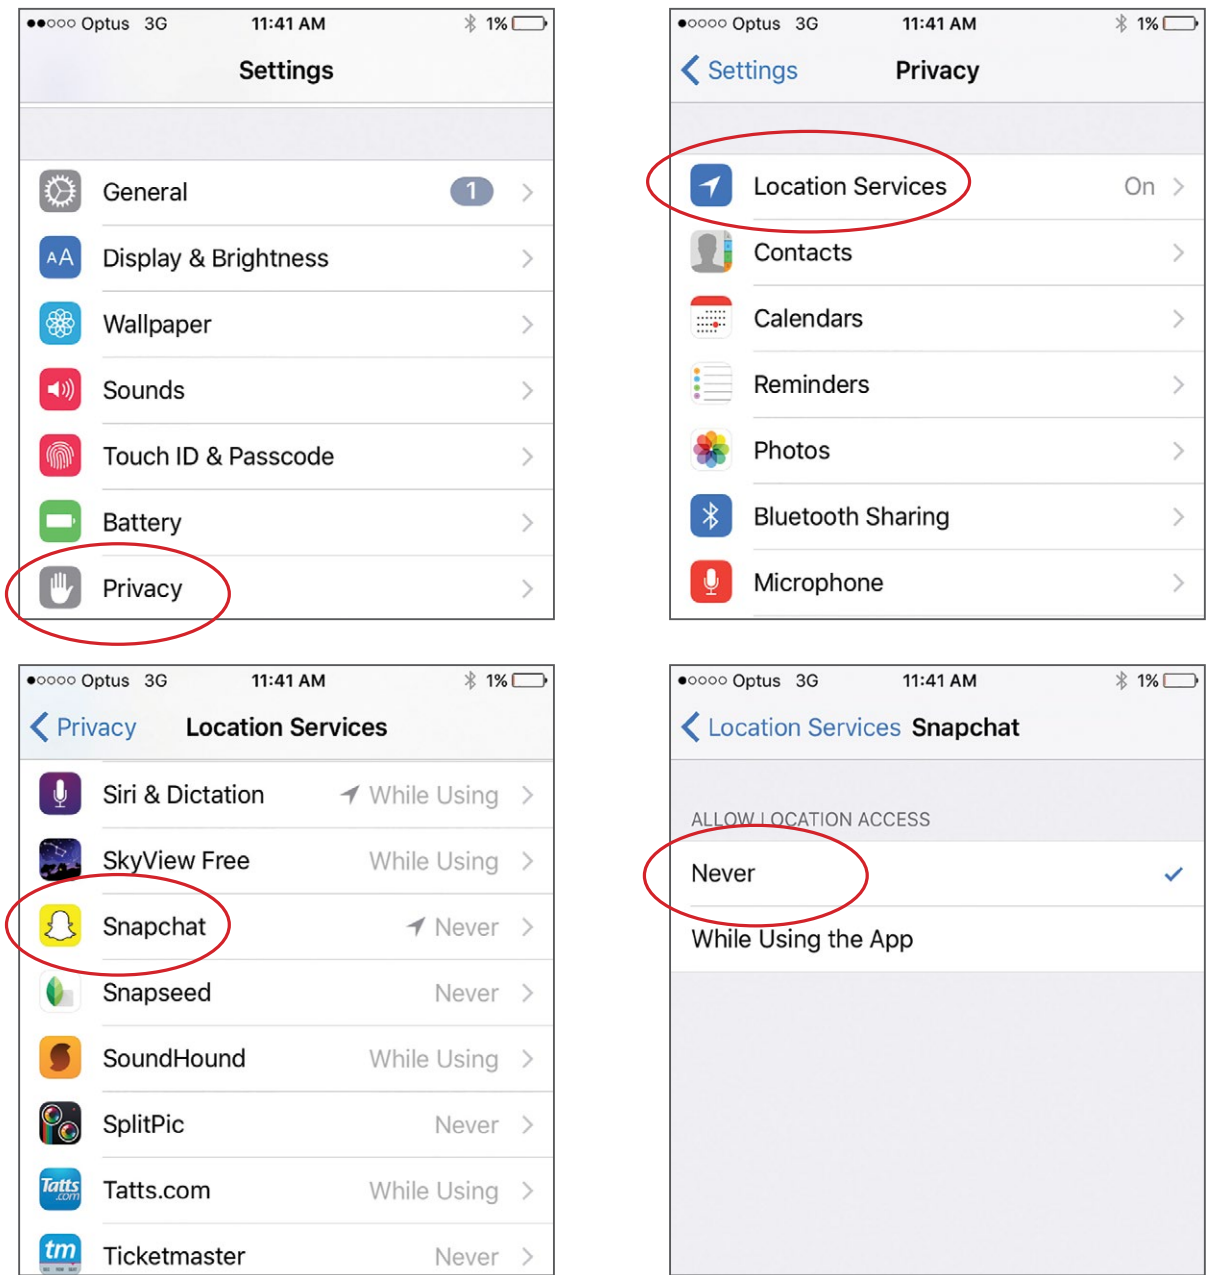 Optus 3G 11:41 AM 1%
Settings
General 1
Display & Brightness
AA
Wallpaper
Sounds
Touch ID & Passcode
Battery
Privacy
Optus 3G 11:41 AM 1%
Settings Privacy
Location Services On
Contacts
Calendars
Reminders
Photos
Bluetooth Sharing
Microphone
Optus 3G 11:41 AM 1%
Privacy Location Services
Siri & Dictation While Using
SkyView Free While Using
Snapchat Never
Snapseed Never
SoundHound While Using
SplitPic Never
Tatts
.com
Tatts.com While Using
tm
Ticketmaster Never
Optus 3G 11:41 AM 1%
Location Services Snapchat
ALLOW LOCATION ACCESS
Never
While Using the App